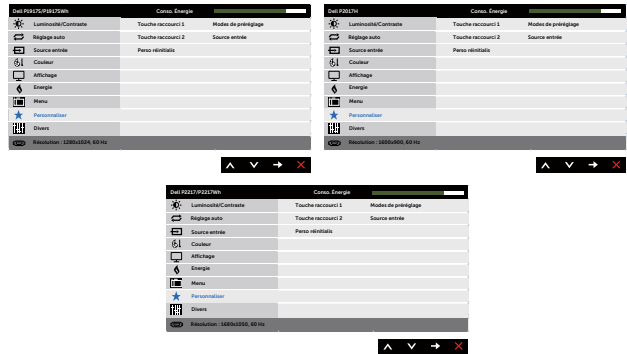 Dell P1917S/P1917SWh Conso. Énergie
Luminosité/Contraste Touche raccourci 1 Modes de préréglage
Réglage auto Touche raccourci 2 Source entrée
Source entrée Perso réinitialis
Couleur
Affichage
Energie
Menu
Personnaliser
Divers
Résolution : 1280x1024, 60 Hz
Dell P2017H Conso. Énergie
Luminosité/Contraste Touche raccourci 1 Modes de préréglage
Réglage auto Touche raccourci 2 Source entrée
Source entrée Perso réinitialis
Couleur
Affichage
Energie
Menu
Personnaliser
Divers
Résolution : 1600x900, 60 Hz
Dell P2217/P2217Wh Conso. Énergie
Luminosité/Contraste Touche raccourci 1 Modes de préréglage
Réglage auto Touche raccourci 2 Source entrée
Source entrée Perso réinitialis
Couleur
Affichage
Energie
Menu
Personnaliser
Divers
Résolution : 1680x1050, 60 Hz